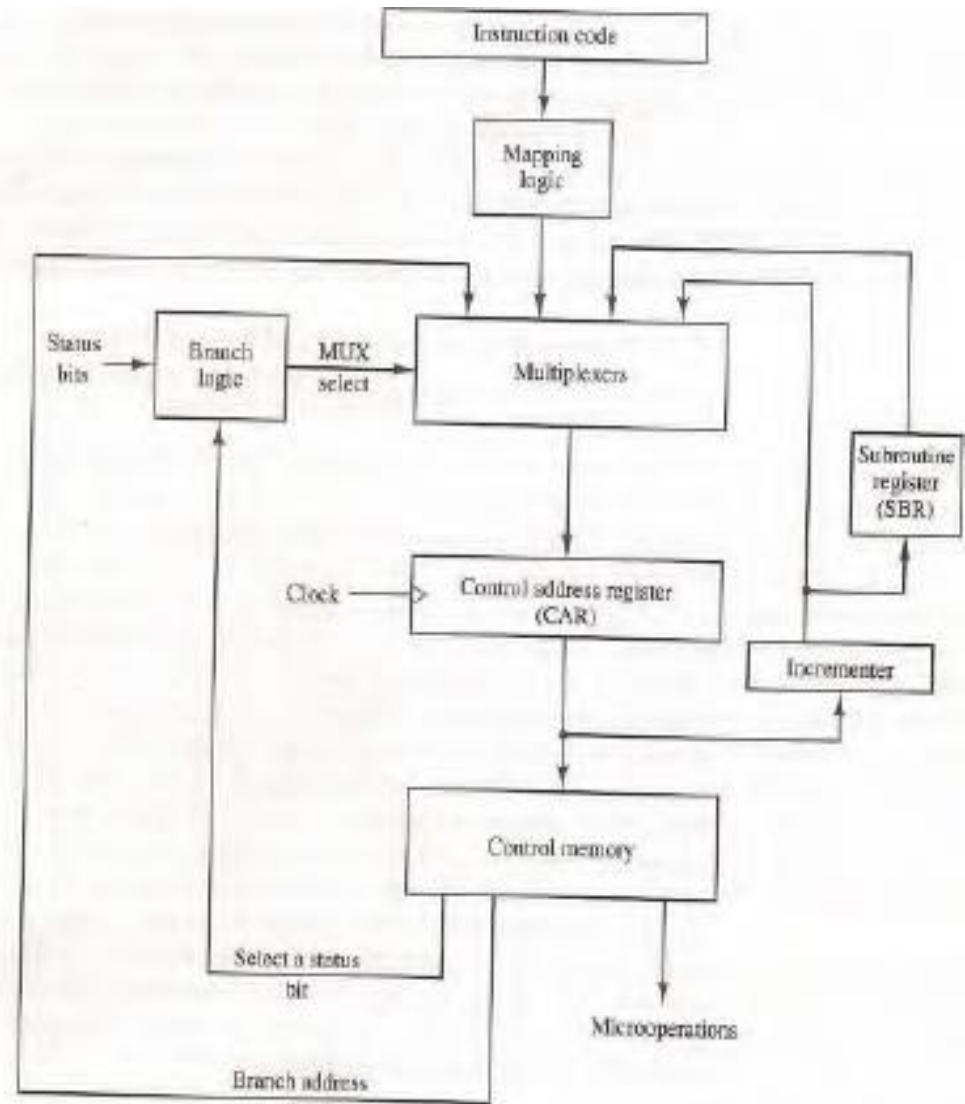 Instruction code
Mapping
logic
Status
bits
Branch
logic
MUX
select
Multiplexers
Subroutine
register
(SBR)
Clock
Control address register
(CAR)
Incrementer
Control memory
Select a status
bit
Microoperations
Branch address